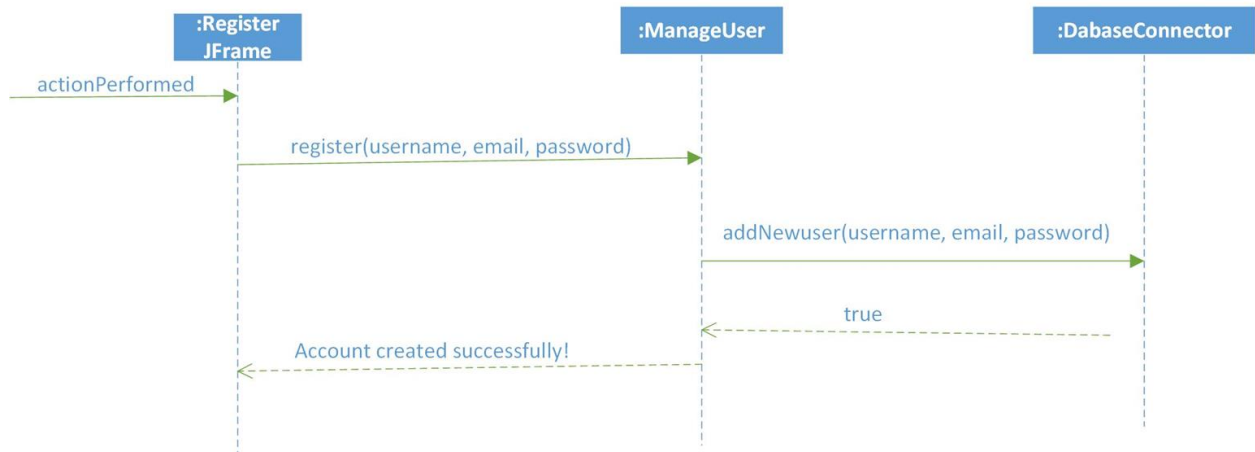 :Register
JFrame
:ManageUser
:DabaseConnector
actionPerformed
register(username, email, password)
addNewuser(username, email, password)
true
Account created successfully!